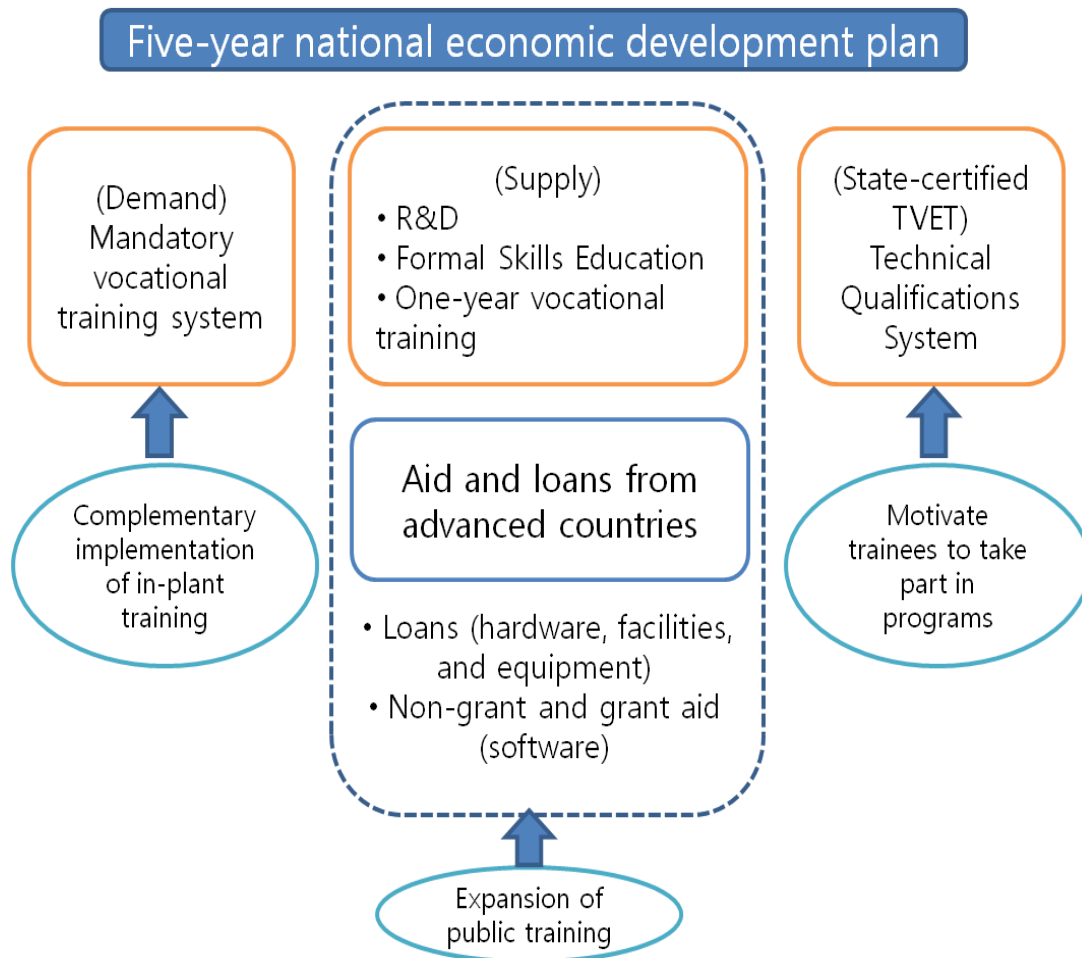 Five-year national economic development plan
(Demand)
Mandatory
vocational
training system
(Supply)
• R&D
• Formal Skills Education
• One-year vocational
training
(State-certified
TVET)
Technical
Qualifications
System
Aid and loans from
advanced countries
Complementary
implementation
of in-plant
training
• Loans (hardware, facilities,
and equipment)
• Non-grant and grant aid
(software)
Motivate
trainees to take
part in
programs
Expansion of
public training